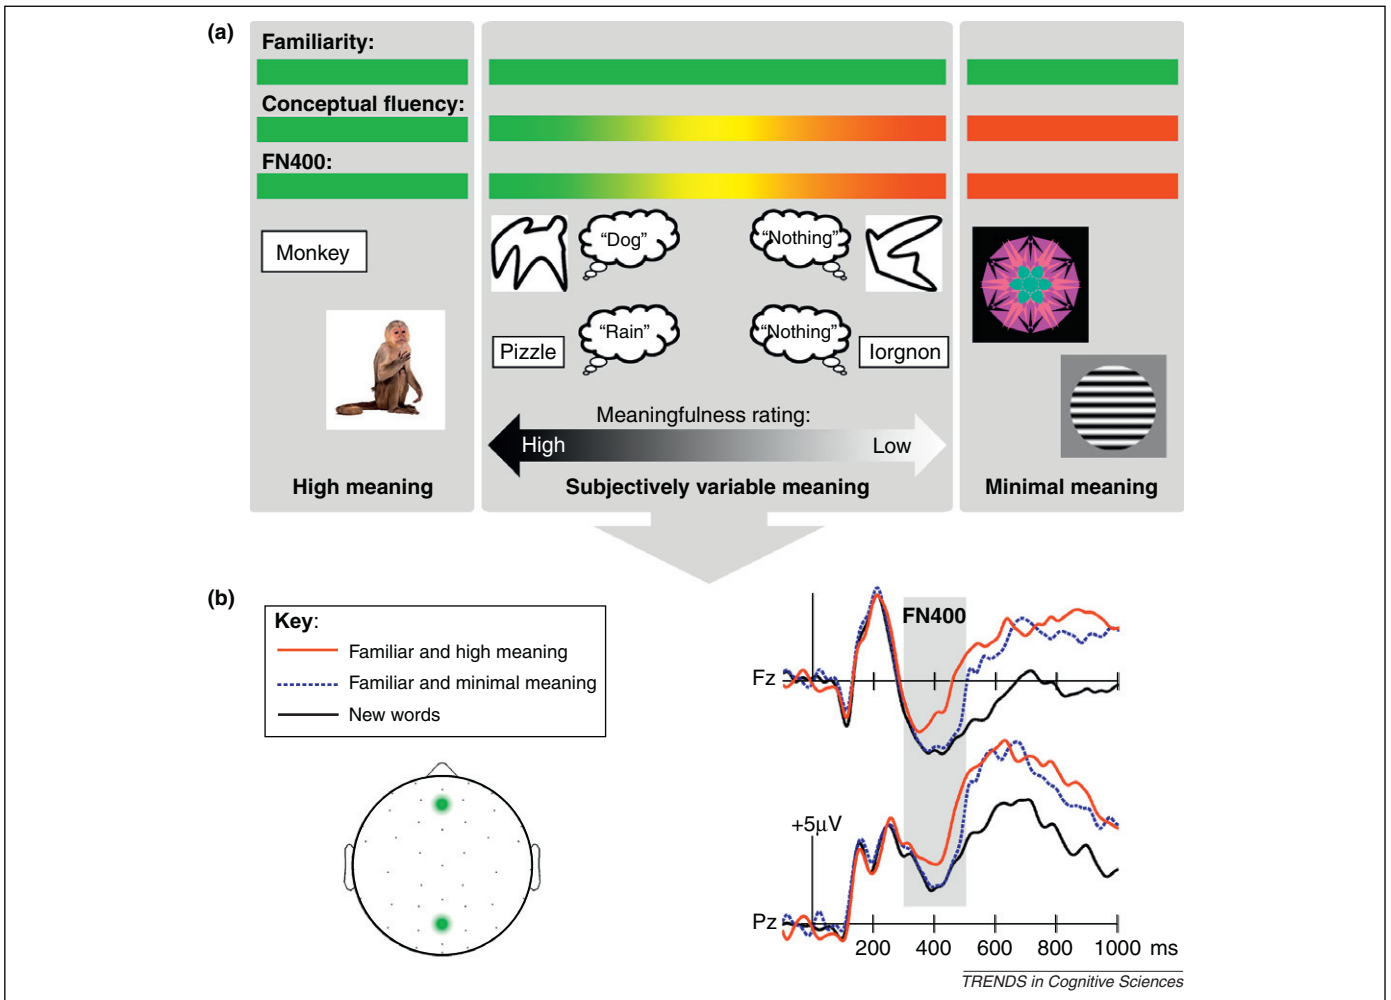 (a)
Familiarity:
Conceptual fluency:
FN400:
Monkey
"Dog"
"Nothing"
Pizzle
"Rain"
"Nothing"
lorgnon
Meaningfulness rating:
High
Low
High meaning
Subjectively variable meaning
Minimal meaning
(b)
Key:
Familiar and high meaning
Familiar and minimal meaning
New words
FN400
Fz
+5μV
Pz
200 400 600 800 1000 ms
TRENDS in Cognitive Sciences